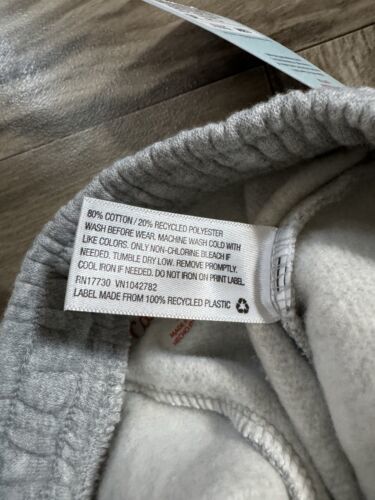 80% COTTON / 20% RECYCLED POLYESTER
WASH BEFORE WEAR. MACHINE WASH COLD WITH
LIKE COLORS. ONLY NON-CHLORINE BLEACH IF
NEEDED. TUMBLE DRY LOW. REMOVE PROMPTLY.
COOL IRON IF NEEDED. DO NOT IRON ON PRINT LABEL.
RN17730 VN1042782
LABEL MADE FROM 100% RECYCLED PLASTIC